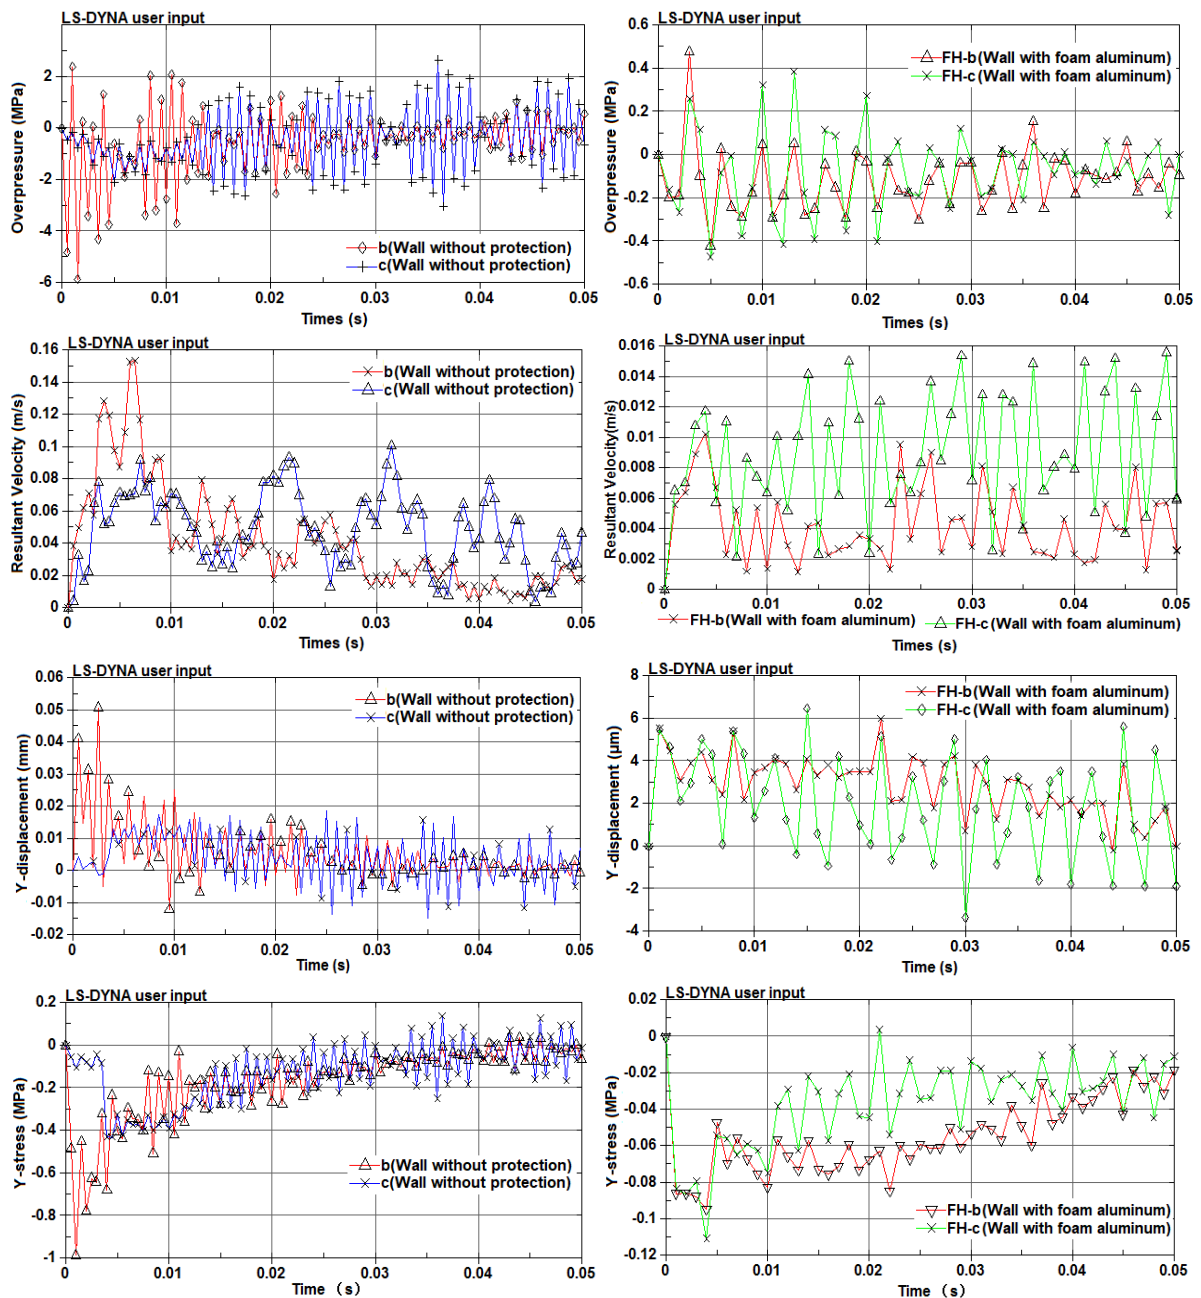 LS-DYNA user input
Overpressure (MPa)
2
0
-2
-4
-6
b(Wall without protection)
c(Wall without protection)
0 0.01 0.02 0.03 0.04 0.05
Times (s)
LS-DYNA user input
Overpressure (MPa)
0.6
0.4
0.2
0
-0.2
-0.4
-0.6
FH-b(Wall with foam aluminum)
FH-c(Wall with foam aluminum)
0 0.01 0.02 0.03 0.04 0.05
Times (s)
LS-DYNA user input
Resultant Velocity (m/s)
0.16
0.14
0.12
0.1
0.08
0.06
0.04
0.02
0
b(Wall without protection)
c(Wall without protection)
0 0.01 0.02 0.03 0.04 0.05
Times (s)
LS-DYNA user input
Resultant Velocity(m/s)
0.016
0.014
0.012
0.01
0.008
0.006
0.004
0.002
0
0 0.01 0.02 0.03 0.04 0.05
FH-b(Wall with foam aluminum)
FH-c(Wall with foam aluminum)
Times (s)
LS-DYNA user input
Y-displacement (mm)
0.06
0.05
0.04
0.03
0.02
0.01
0
-0.01
-0.02
b(Wall without protection)
c(Wall without protection)
0 0.01 0.02 0.03 0.04 0.05
Time (s)
LS-DYNA user input
Y-displacement (μm)
8
6
4
2
0
-2
-4
FH-b(Wall with foam aluminum)
FH-c(Wall with foam aluminum)
0 0.01 0.02 0.03 0.04 0.05
Time (s)
LS-DYNA user input
Y-stress (MPa)
0.2
0
-0.2
-0.4
-0.6
-0.8
-1
b(Wall without protection)
c(Wall without protection)
0 0.01 0.02 0.03 0.04 0.05
Time（s）
LS-DYNA user input
Y-stress (MPa)
0.02
0
-0.02
-0.04
-0.06
-0.08
-0.1
-0.12
FH-b(Wall with foam aluminum)
FH-c(Wall with foam aluminum)
0 0.01 0.02 0.03 0.04 0.05
Time（s）